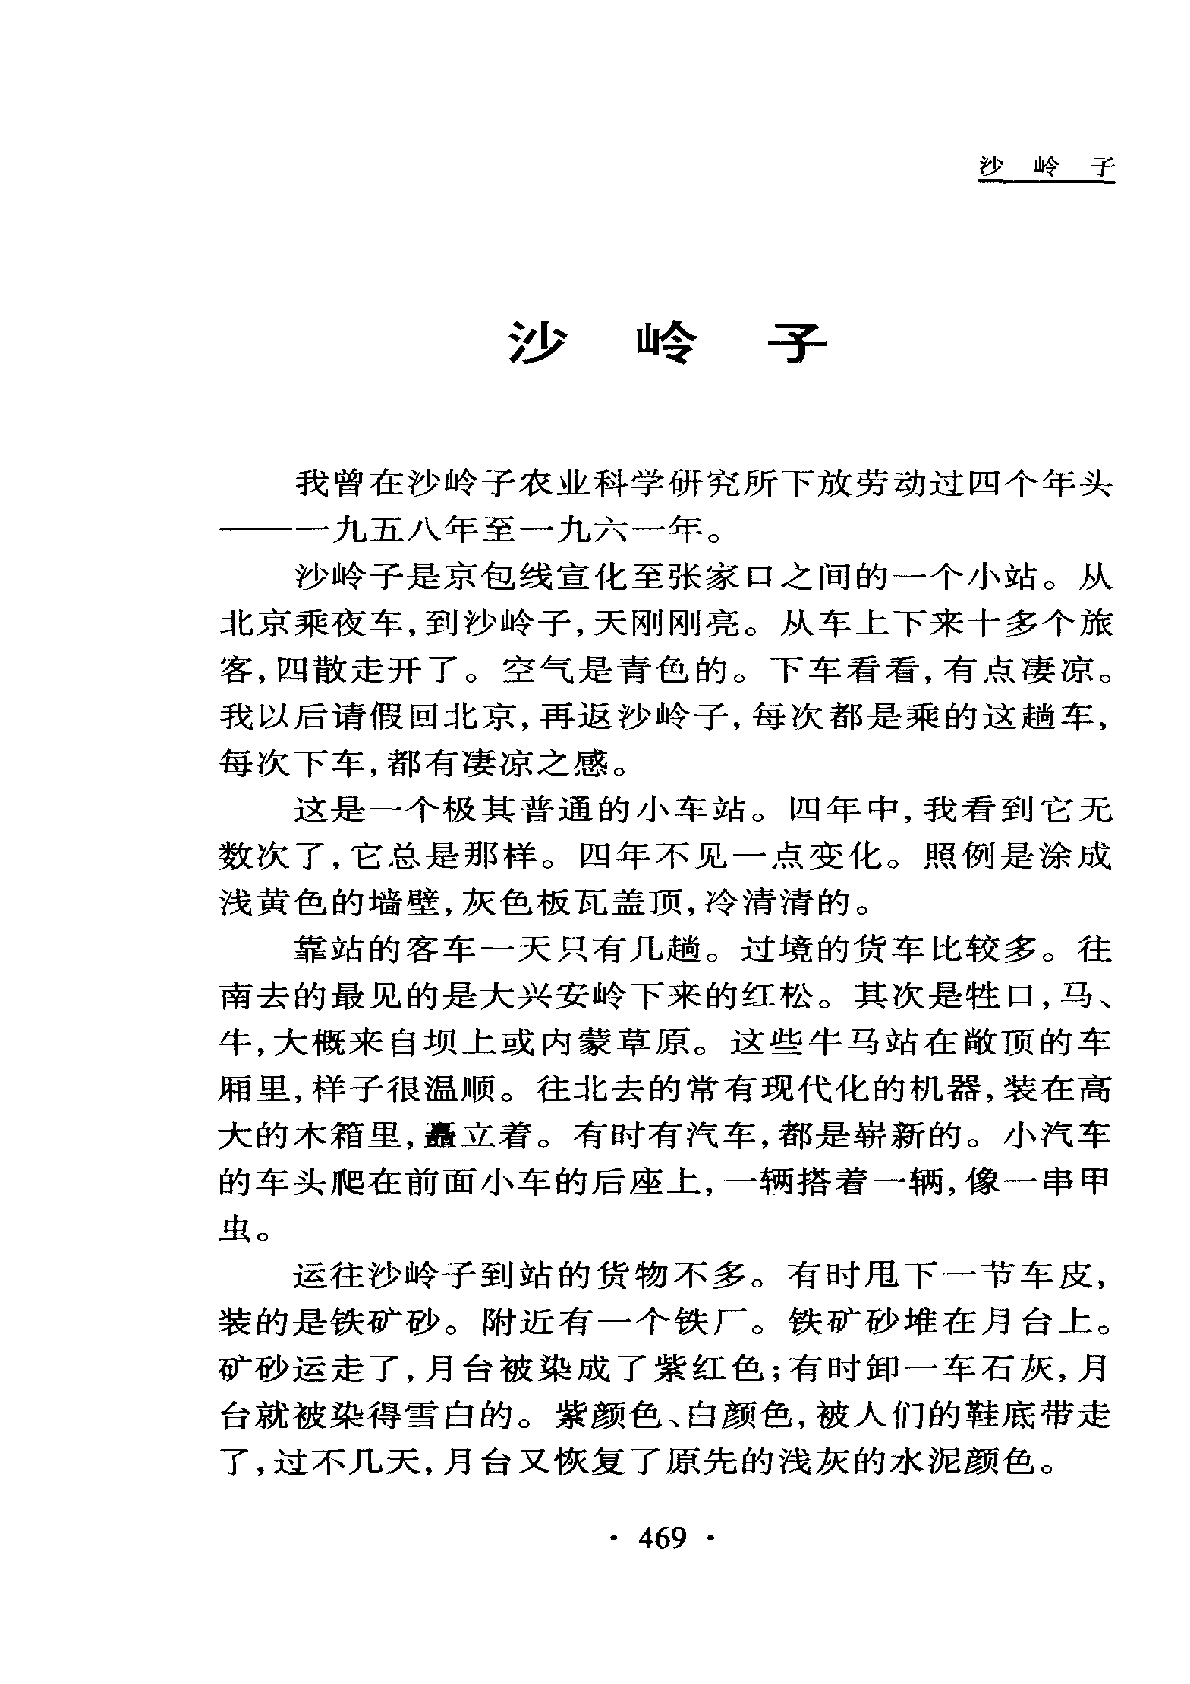 沙岭子
沙岭子
我曾在沙岭子农业科学研究所下放劳动过四个年头
——一九五八年至一九六一年。
沙岭子是京包线宣化至张家口之间的一个小站。从
北京乘夜车,到沙岭子,天刚刚亮。从车上下来十多个旅
客,四散走开了。空气是青色的。下车看看,有点凄凉。
我以后请假回北京,再返沙岭子,每次都是乘的这趟车,
每次下车,都有凄凉之感。
这是一个极其普通的小车站。四年中,我看到它无
数次了,它总是那样。四年不见一点变化。照例是涂成
浅黄色的墙壁,灰色板瓦盖顶,冷清清的。
靠站的客车一天只有几趟。过境的货车比较多。往
南去的最见的是大兴安岭下来的红松。其次是牲口,马、
牛,大概来自坝上或内蒙草原。这些牛马站在敞顶的车
厢里,样子很温顺。往北去的常有现代化的机器,装在高
大的木箱里,矗立着。有时有汽车,都是崭新的。小汽车
的车头爬在前面小车的后座上,一辆搭着一辆,像一串甲
虫。
运往沙岭子到站的货物不多。有时甩下一节车皮,
装的是铁矿砂。附近有一个铁厂。铁矿砂堆在月台上。
矿砂运走了,月台被染成了紫红色;有时卸一车石灰,月
台就被染得雪白的。紫颜色、白颜色,被人们的鞋底带走
了,过不几天,月台又恢复了原先的浅灰的水泥颜色。
· 469 ·